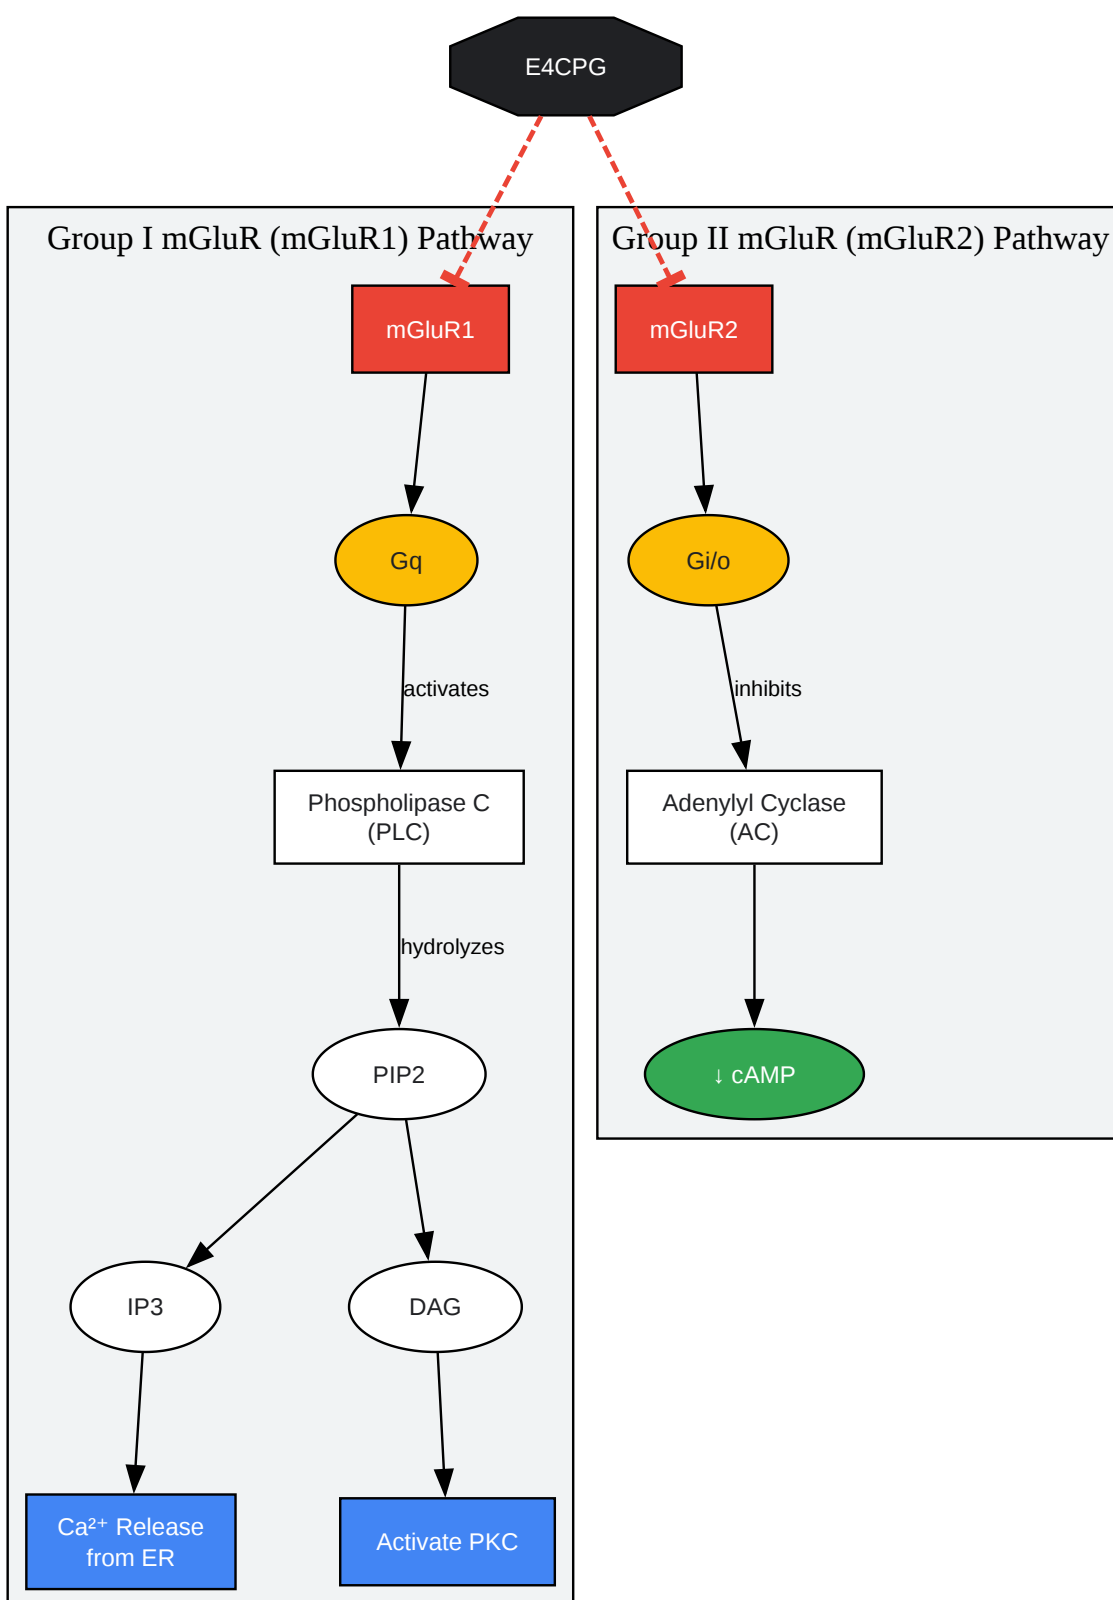 E4CPG
Group I mGluR (mGluR1) Pathway
mGluR1
Gq
activates
Phospholipase C
(PLC)
hydrolyzes
PIP2
IP3
DAG
Ca²⁺ Release
from ER
Activate PKC
Group II mGluR (mGluR2) Pathway
mGluR2
Gi/o
inhibits
Adenylyl Cyclase
(AC)
↓ cAMP